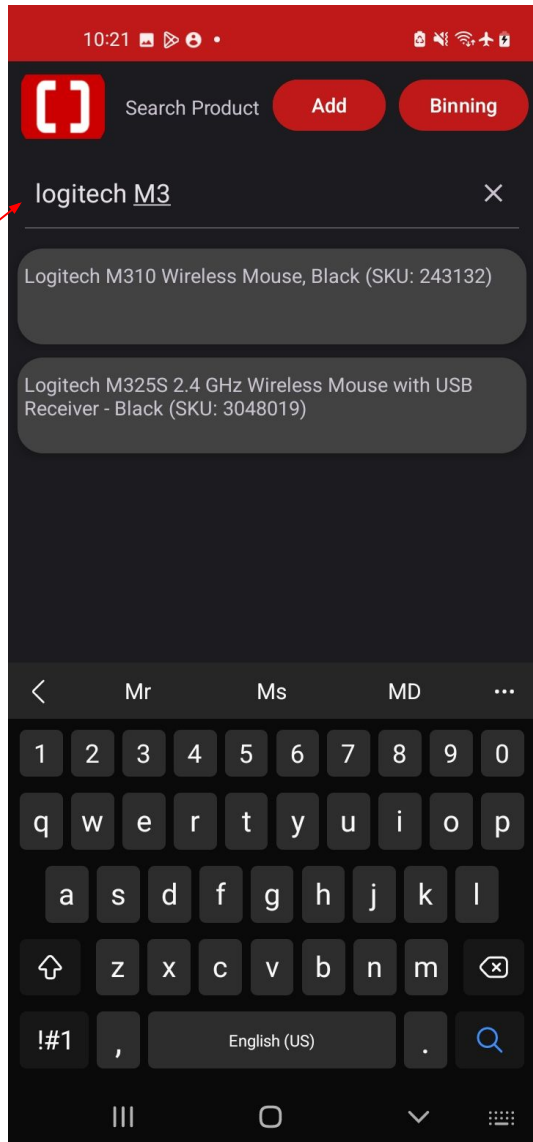 10:21
Search Product Add Binning
logitech M3
Logitech M310 Wireless Mouse, Black (SKU: 243132)
Logitech M325S 2.4 GHz Wireless Mouse with USB
Receiver - Black (SKU: 3048019)
Mr Ms MD
1 2 3 4 5 6 7 8 9 0
q w e r t y u i o p
a s d f g h j k l
z x c v b n m
!#1 , English (US) .